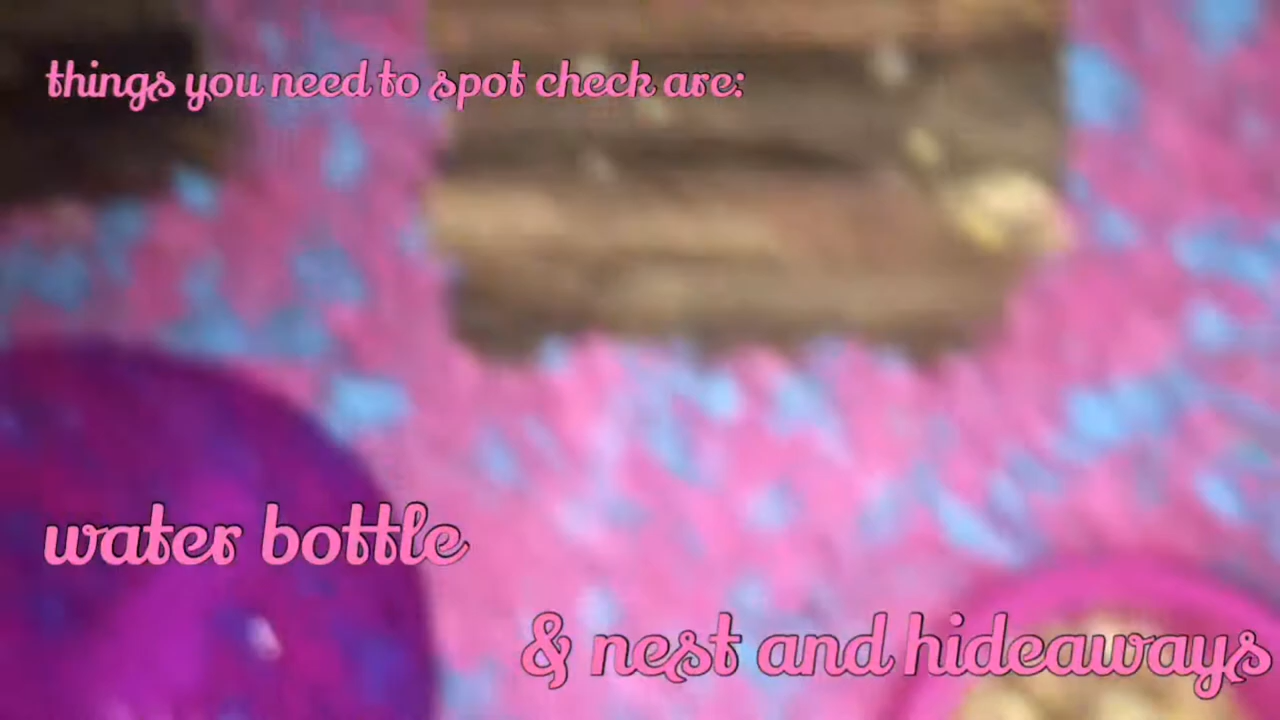 things you need to spot check are:
water bottle
& nest and hideaways